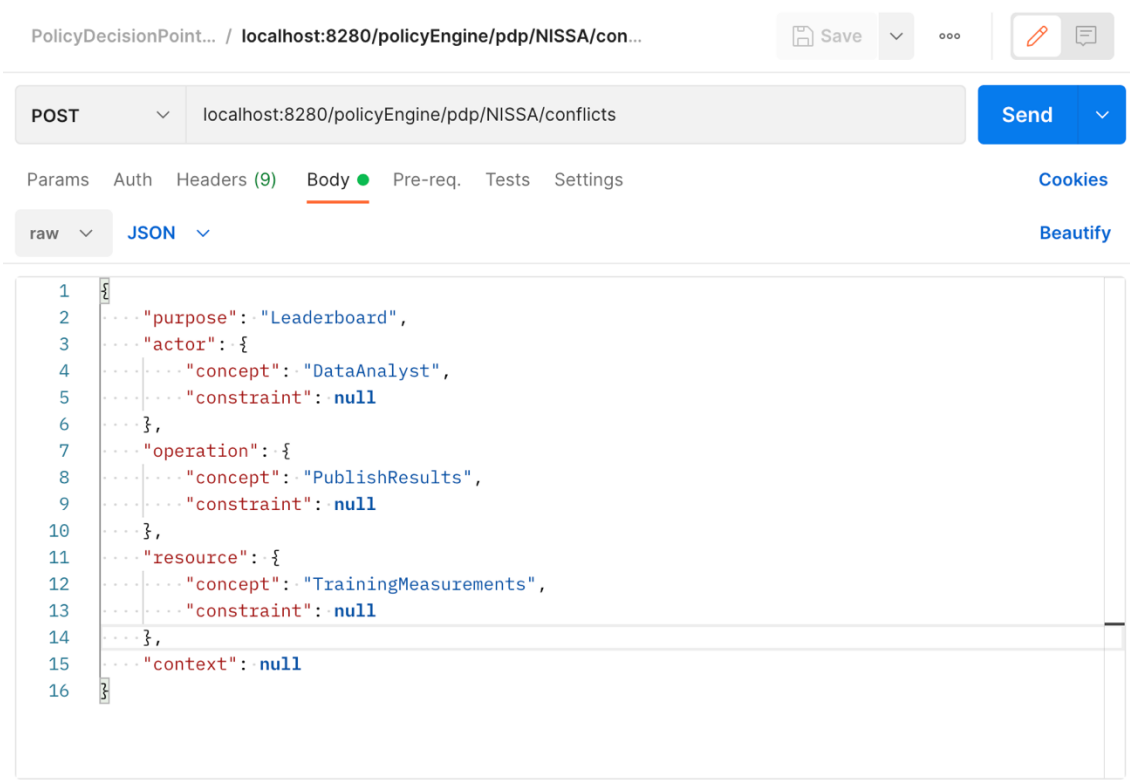 PolicyDecisionPoint... / localhost:8280/policyEngine/pdp/NISSA/con... Save ooo
POST localhost:8280/policyEngine/pdp/NISSA/conflicts Send
Params Auth Headers (9) Body Pre-req. Tests Settings Cookies
raw JSON Beautify
1 {
2 "purpose": "Leaderboard",
3 "actor": {
4 "concept": "DataAnalyst",
5 "constraint": null
6 },
7 "operation": {
8 "concept": "PublishResults",
9 "constraint": null
10 },
11 "resource": {
12 "concept": "TrainingMeasurements",
13 "constraint": null
14 },
15 "context": null
16 }